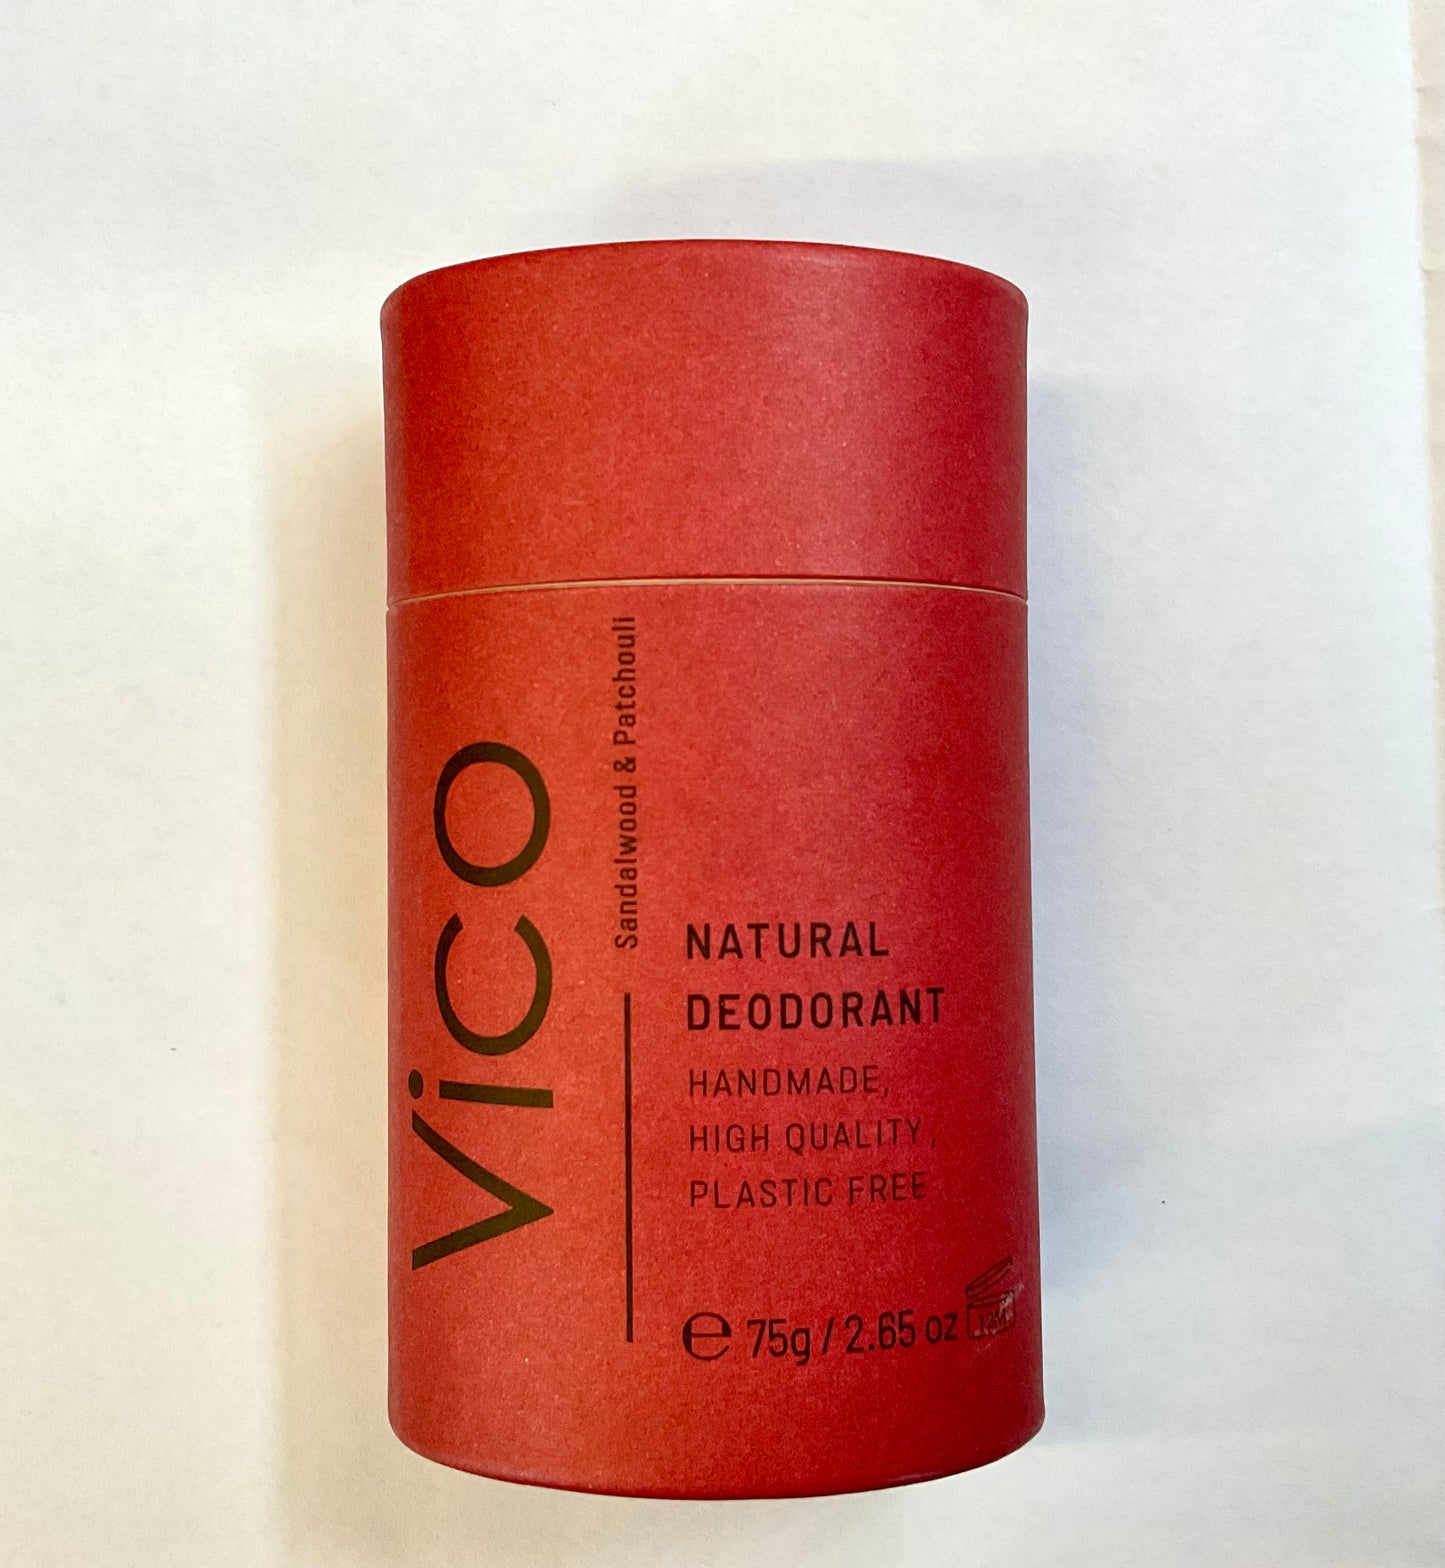 Vico
Sandalwood & Patchouli
NATURAL
DEODORANT
HANDMADE,
HIGH QUALITY,
PLASTIC FREE
℮ 75g / 2.65 oz